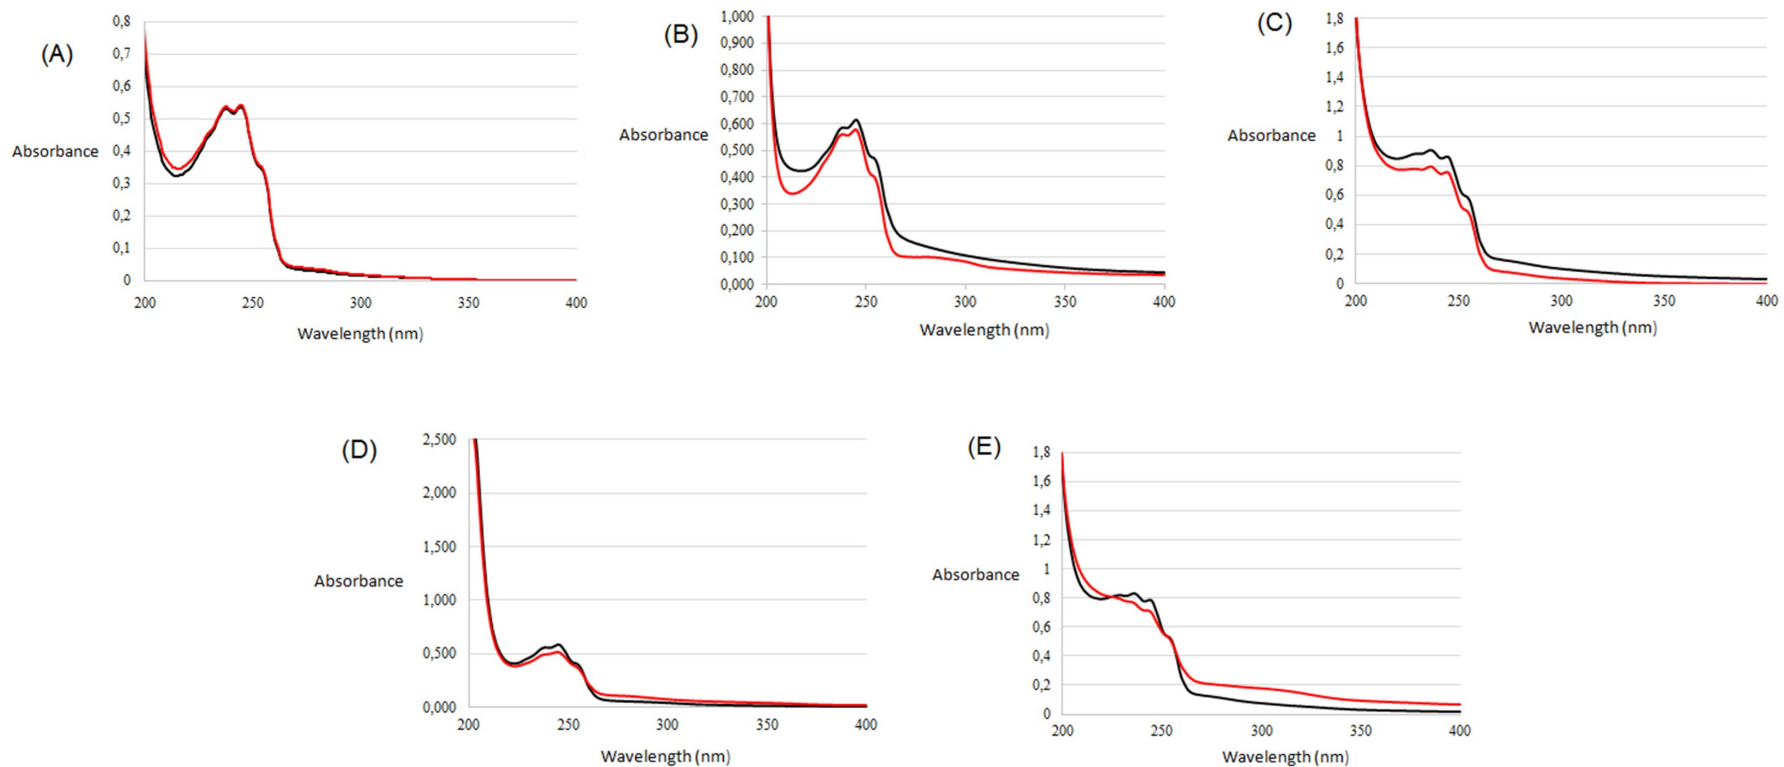 (A)
0,8
0,7
0,6
0,5
0,4
0,3
0,2
0,1
0
Absorbance
200 250 300 350 400
Wavelength (nm)
(B)
1,000
0,900
0,800
0,700
0,600
0,500
0,400
0,300
0,200
0,100
0,000
Absorbance
200 250 300 350 400
Wavelength (nm)
(C)
1,8
1,6
1,4
1,2
1
0,8
0,6
0,4
0,2
0
Absorbance
200 250 300 350 400
Wavelength (nm)
(D)
2,500
2,000
1,500
1,000
0,500
0,000
Absorbance
200 250 300 350 400
Wavelength (nm)
(E)
1,8
1,6
1,4
1,2
1
0,8
0,6
0,4
0,2
0
Absorbance
200 250 300 350 400
Wavelength (nm)